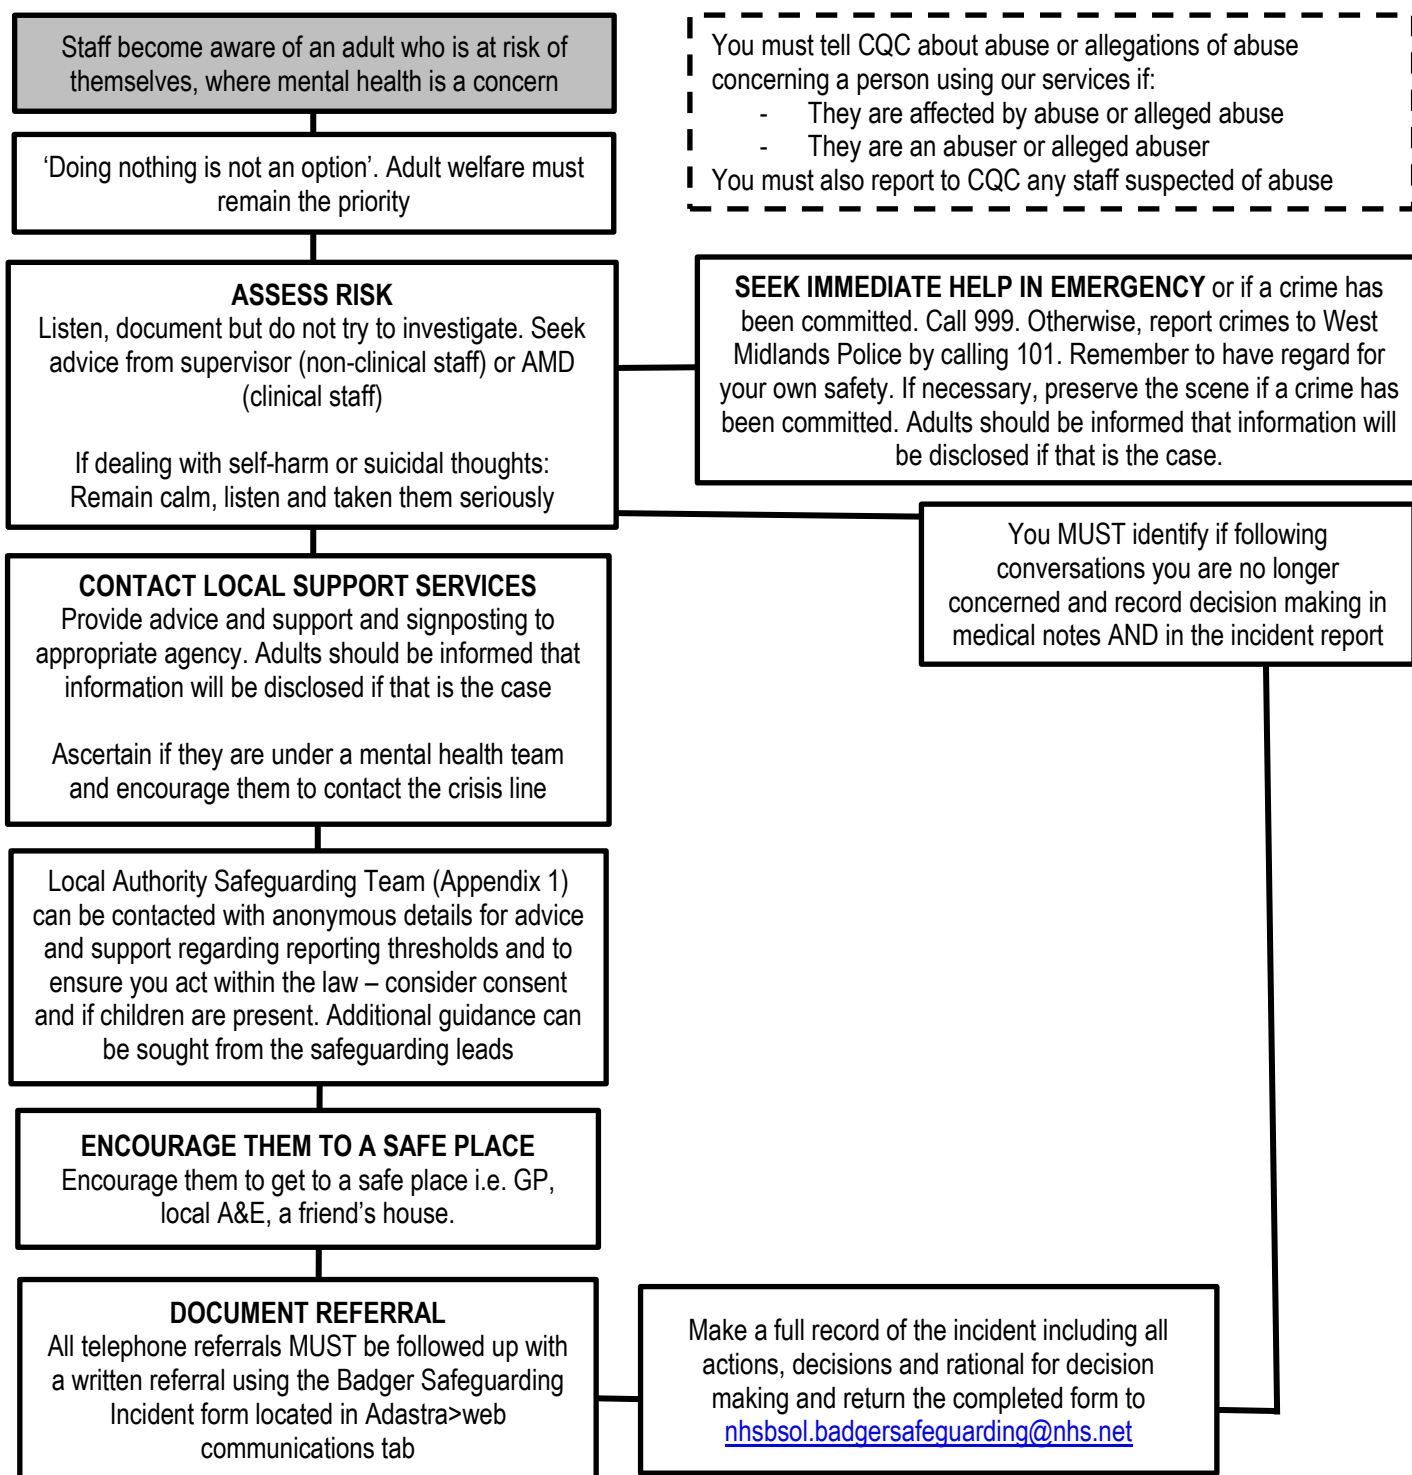 Staff become aware of an adult who is at risk of
themselves, where mental health is a concern
You must tell CQC about abuse or allegations of abuse
concerning a person using our services if:
- They are affected by abuse or alleged abuse
- They are an abuser or alleged abuser
You must also report to CQC any staff suspected of abuse
‘Doing nothing is not an option’. Adult welfare must
remain the priority
ASSESS RISK
Listen, document but do not try to investigate. Seek
advice from supervisor (non-clinical staff) or AMD
(clinical staff)
If dealing with self-harm or suicidal thoughts:
Remain calm, listen and taken them seriously
SEEK IMMEDIATE HELP IN EMERGENCY or if a crime has
been committed. Call 999. Otherwise, report crimes to West
Midlands Police by calling 101. Remember to have regard for
your own safety. If necessary, preserve the scene if a crime has
been committed. Adults should be informed that information will
be disclosed if that is the case.
You MUST identify if following
conversations you are no longer
concerned and record decision making in
medical notes AND in the incident report
CONTACT LOCAL SUPPORT SERVICES
Provide advice and support and signposting to
appropriate agency. Adults should be informed that
information will be disclosed if that is the case
Ascertain if they are under a mental health team
and encourage them to contact the crisis line
Local Authority Safeguarding Team (Appendix 1)
can be contacted with anonymous details for advice
and support regarding reporting thresholds and to
ensure you act within the law – consider consent
and if children are present. Additional guidance can
be sought from the safeguarding leads
ENCOURAGE THEM TO A SAFE PLACE
Encourage them to get to a safe place i.e. GP,
local A&E, a friend’s house.
DOCUMENT REFERRAL
All telephone referrals MUST be followed up with
a written referral using the Badger Safeguarding
Incident form located in Adastra>web
communications tab
Make a full record of the incident including all
actions, decisions and rational for decision
making and return the completed form to
nhsbsol.badgersafeguarding@nhs.net